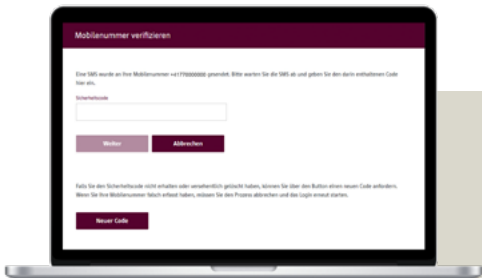 Mobilenummer verifizieren
Eine SMS wurde an Ihre Mobilenummer +41770000000 gesendet. Bitte warten Sie die SMS ab und geben Sie den darin enthaltenen Code
hier ein.
Sicherheitscode
Weiter Abbrechen
Falls Sie den Sicherheitscode nicht erhalten oder versehentlich gelöscht haben, können Sie über den Button einen neuen Code anfordern.
Wenn Sie Ihre Mobilenummer falsch erfasst haben, müssen Sie den Prozess abbrechen und das Login erneut starten.
Neuer Code